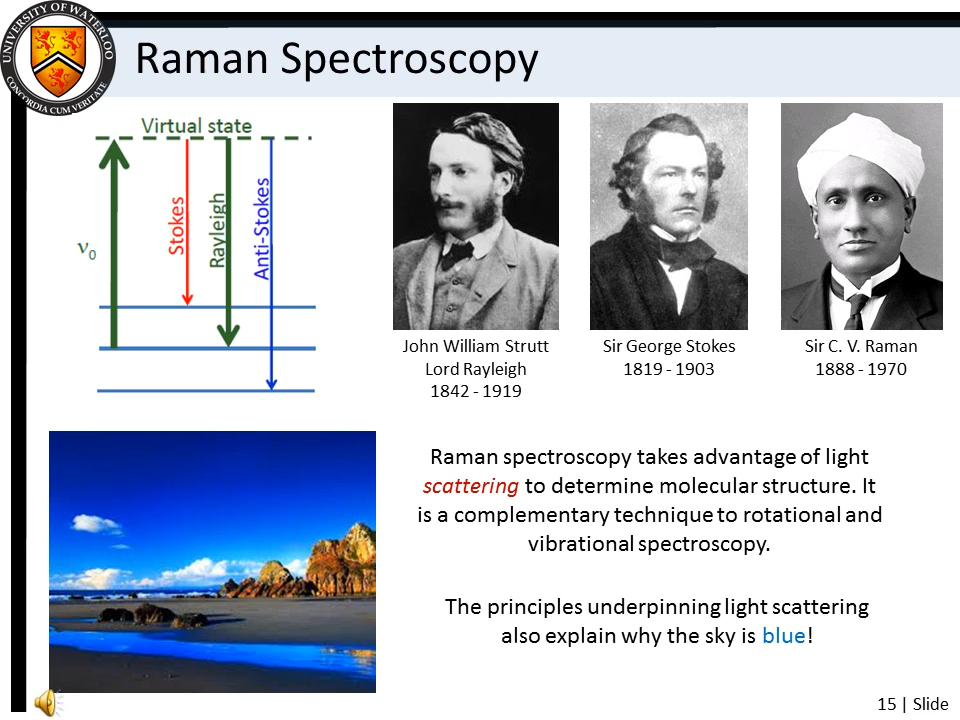 UNIVERSITY OF WATERLOO
CONCORDIA CUM VERITATE
Raman Spectroscopy
Virtual state
ν0
Stokes
Rayleigh
Anti-Stokes
John William Strutt
Lord Rayleigh
1842 - 1919
Sir George Stokes
1819 - 1903
Sir C. V. Raman
1888 - 1970
Raman spectroscopy takes advantage of light
scattering to determine molecular structure. It
is a complementary technique to rotational and
vibrational spectroscopy.
The principles underpinning light scattering
also explain why the sky is blue!
15 | Slide